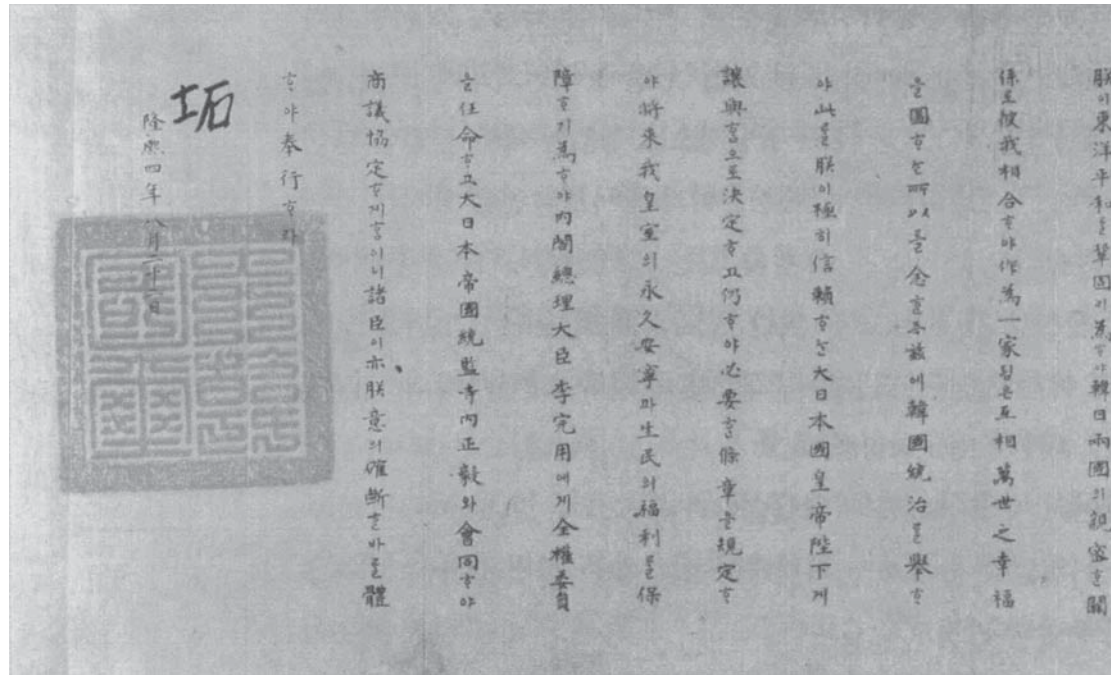 朕이東洋平和를鞏固키爲ᄒᆞ야韓日兩國의親密ᄒᆞᆫ關
係로彼我相合ᄒᆞ야作爲一家ᄒᆞᆷ은互相萬世之幸福
을圖ᄒᆞᄂᆞᆫ所以로念ᄒᆞᆫ즉玆에韓國統治를擧ᄒᆞ
야此를朕이極히信賴ᄒᆞᄂᆞᆫ大日本國皇帝陛下게
讓與ᄒᆞᆷ으로決定ᄒᆞ고仍ᄒᆞ야必要ᄒᆞᆫ條章을規定ᄒᆞ
야將來我皇室의永久安寧과生民의福利를保
障ᄒᆞ기爲ᄒᆞ야內閣總理大臣李完用에게全權委員
을任命ᄒᆞ고大日本帝國統監寺內正毅와會同ᄒᆞ야
商議協定ᄒᆞ게ᄒᆞᆷ이니諸臣이亦朕意의確斷ᄒᆞᆫ바를體
ᄒᆞ야奉行ᄒᆞ라
坧
隆熙四年八月二十二日